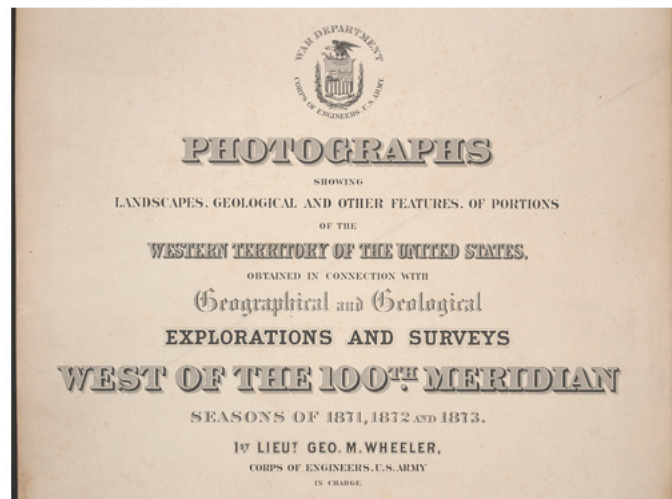 WAR DEPARTMENT
CORPS OF ENGINEERS. U.S. ARMY
PHOTOGRAPHS
SHOWING
LANDSCAPES, GEOLOGICAL AND OTHER FEATURES, OF PORTIONS
OF THE
WESTERN TERRITORY OF THE UNITED STATES,
OBTAINED IN CONNECTION WITH
Geographical and Geological
EXPLORATIONS AND SURVEYS
WEST OF THE 100TH. MERIDIAN
SEASONS OF 1871, 1872 AND 1873.
1ST LIEUT GEO. M. WHEELER,
CORPS OF ENGINEERS. U.S. ARMY
IN CHARGE.